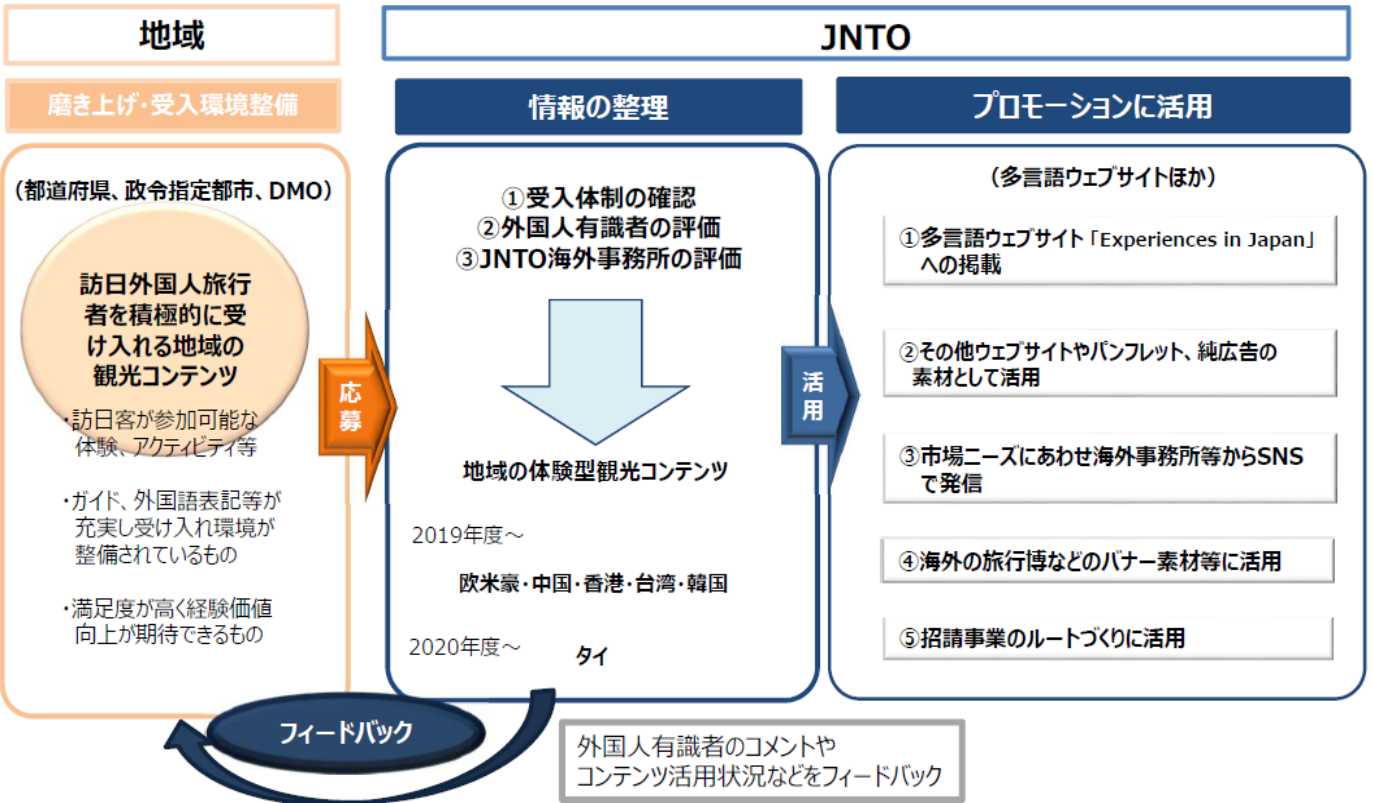 地域
JNTO
磨き上げ・受入環境整備
情報の整理
プロモーションに活用
(都道府県、政令指定都市、DMO)
訪日外国人旅行
者を積極的に受
け入れる地域の
観光コンテンツ
・訪日客が参加可能な
体験、アクティビティ等
・ガイド、外国語表記等が
充実し受け入れ環境が
整備されているもの
・満足度が高く経験価値
向上が期待できるもの
応
募
①受入体制の確認
②外国人有識者の評価
③JNTO海外事務所の評価
地域の体験型観光コンテンツ
2019年度~
欧米豪・中国・香港・台湾・韓国
2020年度~
タイ
活
用
(多言語ウェブサイトほか)
①多言語ウェブサイト「Experiences in Japan」
への掲載
②その他ウェブサイトやパンフレット、純広告の
素材として活用
③市場ニーズにあわせ海外事務所等からSNS
で発信
④海外の旅行博などのバナー素材等に活用
⑤招請事業のルートづくりに活用
フィードバック
外国人有識者のコメントや
コンテンツ活用状況などをフィードバック